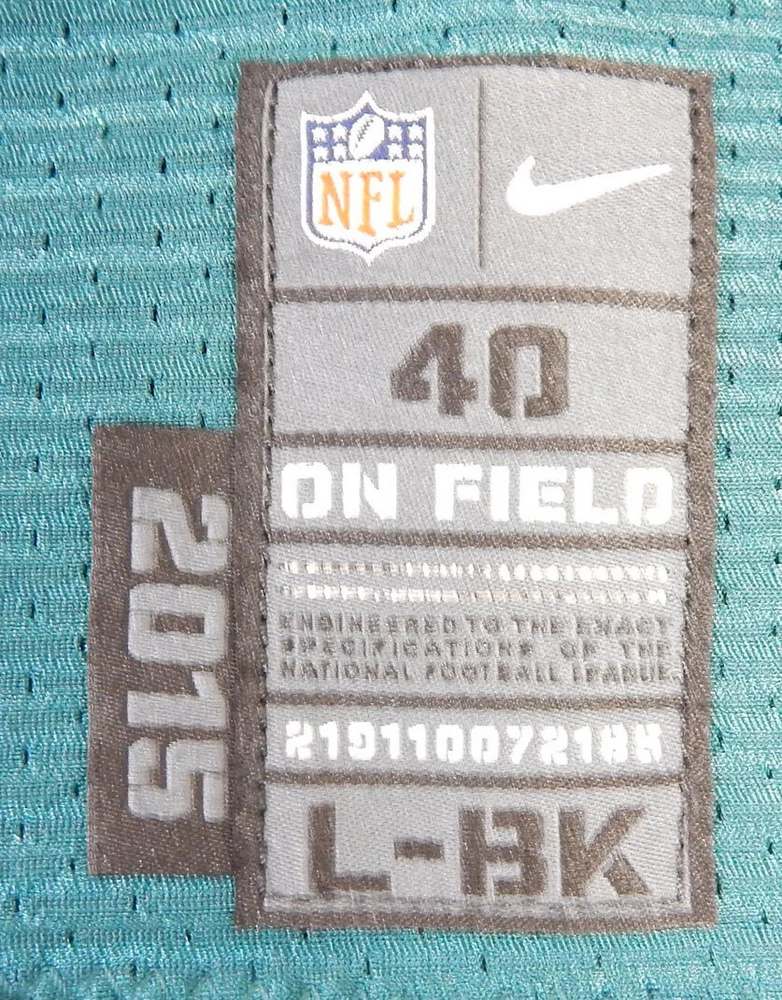 NFL
40
ON FIELD
ENGINEERED TO THE EXACT
SPECIFICATIONS OF THE
NATIONAL FOOTBALL LEAGUE.
L-BK
2015